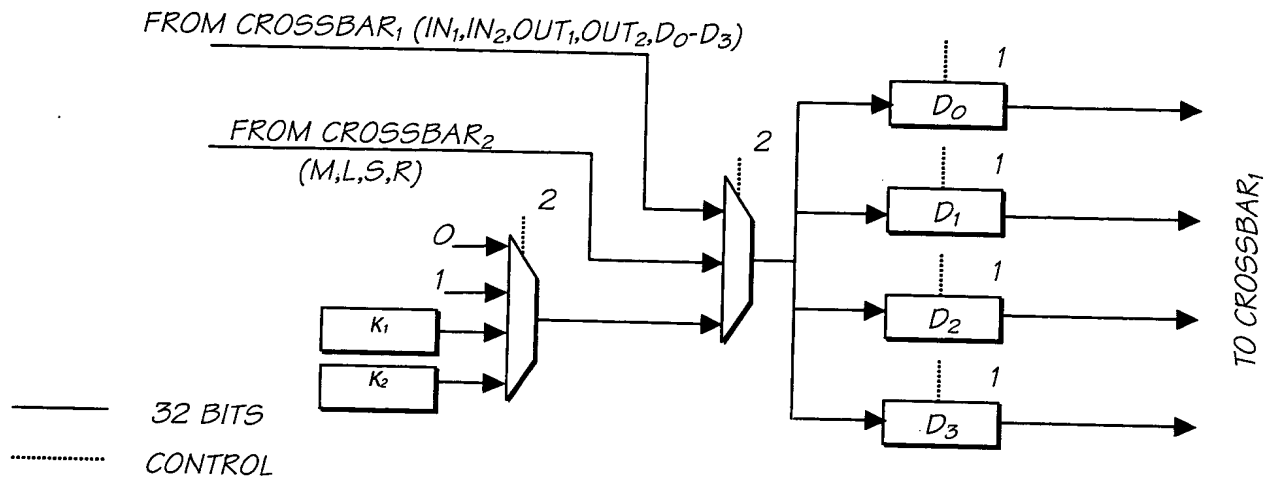 FROM CROSSBAR₁ (IN₁,IN₂,OUT₁,OUT₂,D₀-D₃)
1
D₀
FROM CROSSBAR₂
(M,L,S,R)
2
1
D₁
2
0
1
1
D₂
K₁
K₂
1
D₃
TO CROSSBAR₁
32 BITS
CONTROL